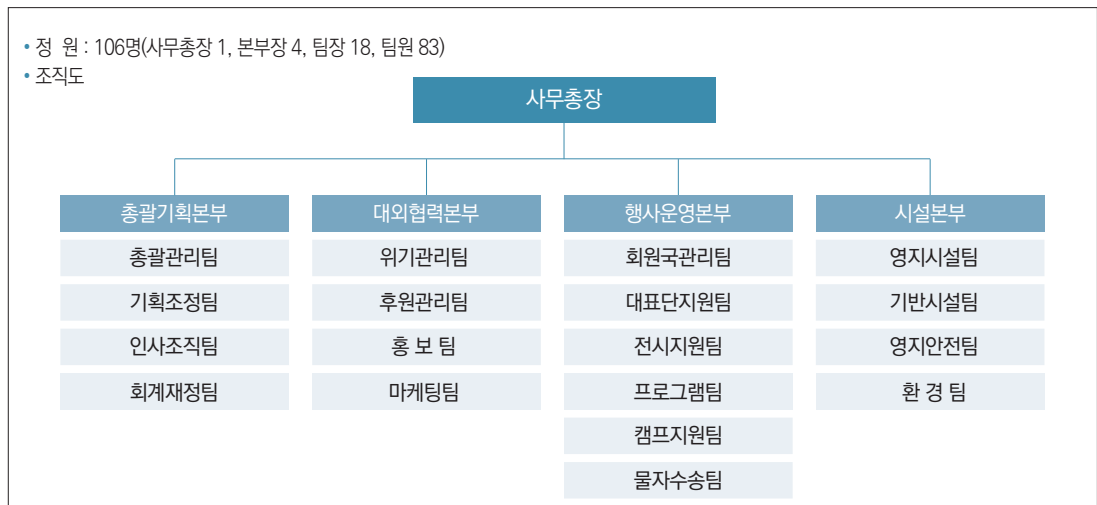 • 정 원 : 106명(사무총장 1, 본부장 4, 팀장 18, 팀원 83)
• 조직도
사무총장
총괄기획본부
총괄관리팀
기획조정팀
인사조직팀
회계재정팀
대외협력본부
위기관리팀
후원관리팀
홍 보 팀
마케팅팀
행사운영본부
회원국관리팀
대표단지원팀
전시지원팀
프로그램팀
캠프지원팀
물자수송팀
시설본부
영지시설팀
기반시설팀
영지안전팀
환 경 팀